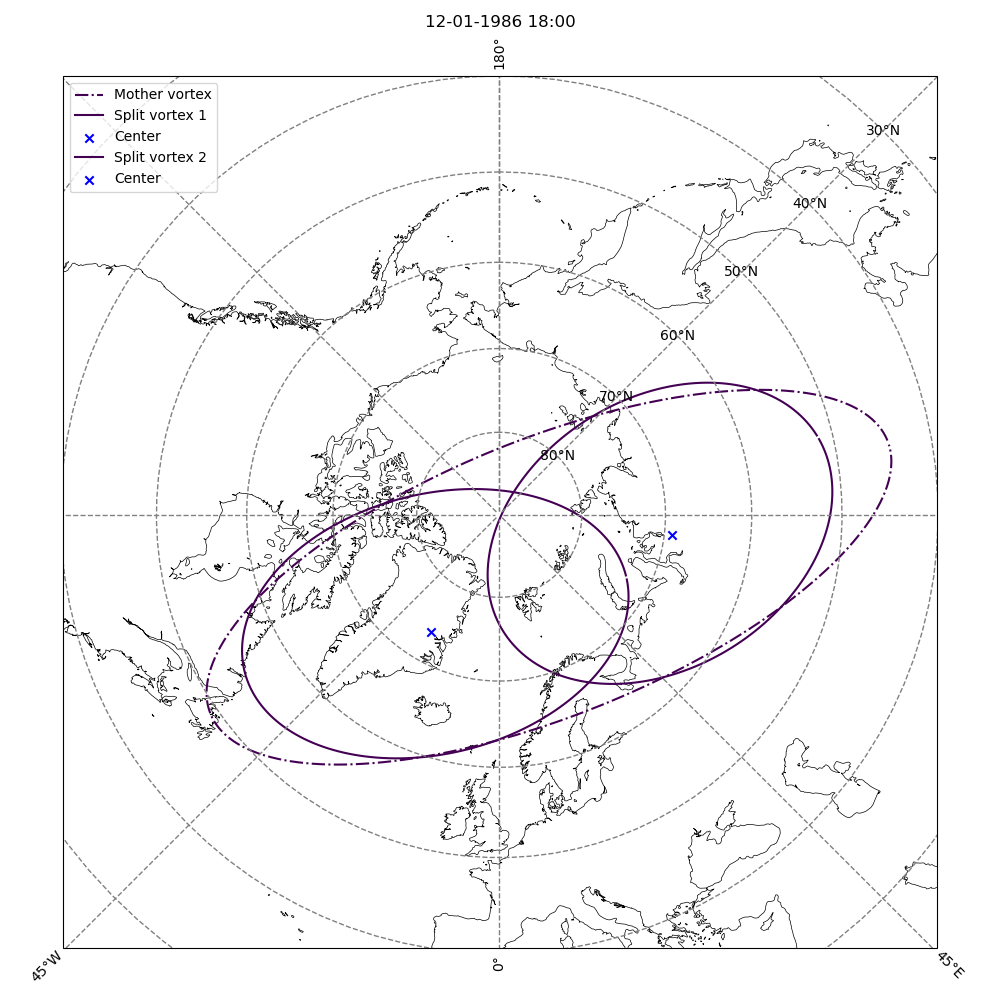 12-01-1986 18:00
180°
Mother vortex
Split vortex 1
Center
Split vortex 2
Center
30°N
40°N
50°N
60°N
70°N
80°N
45°W
0°
45°E